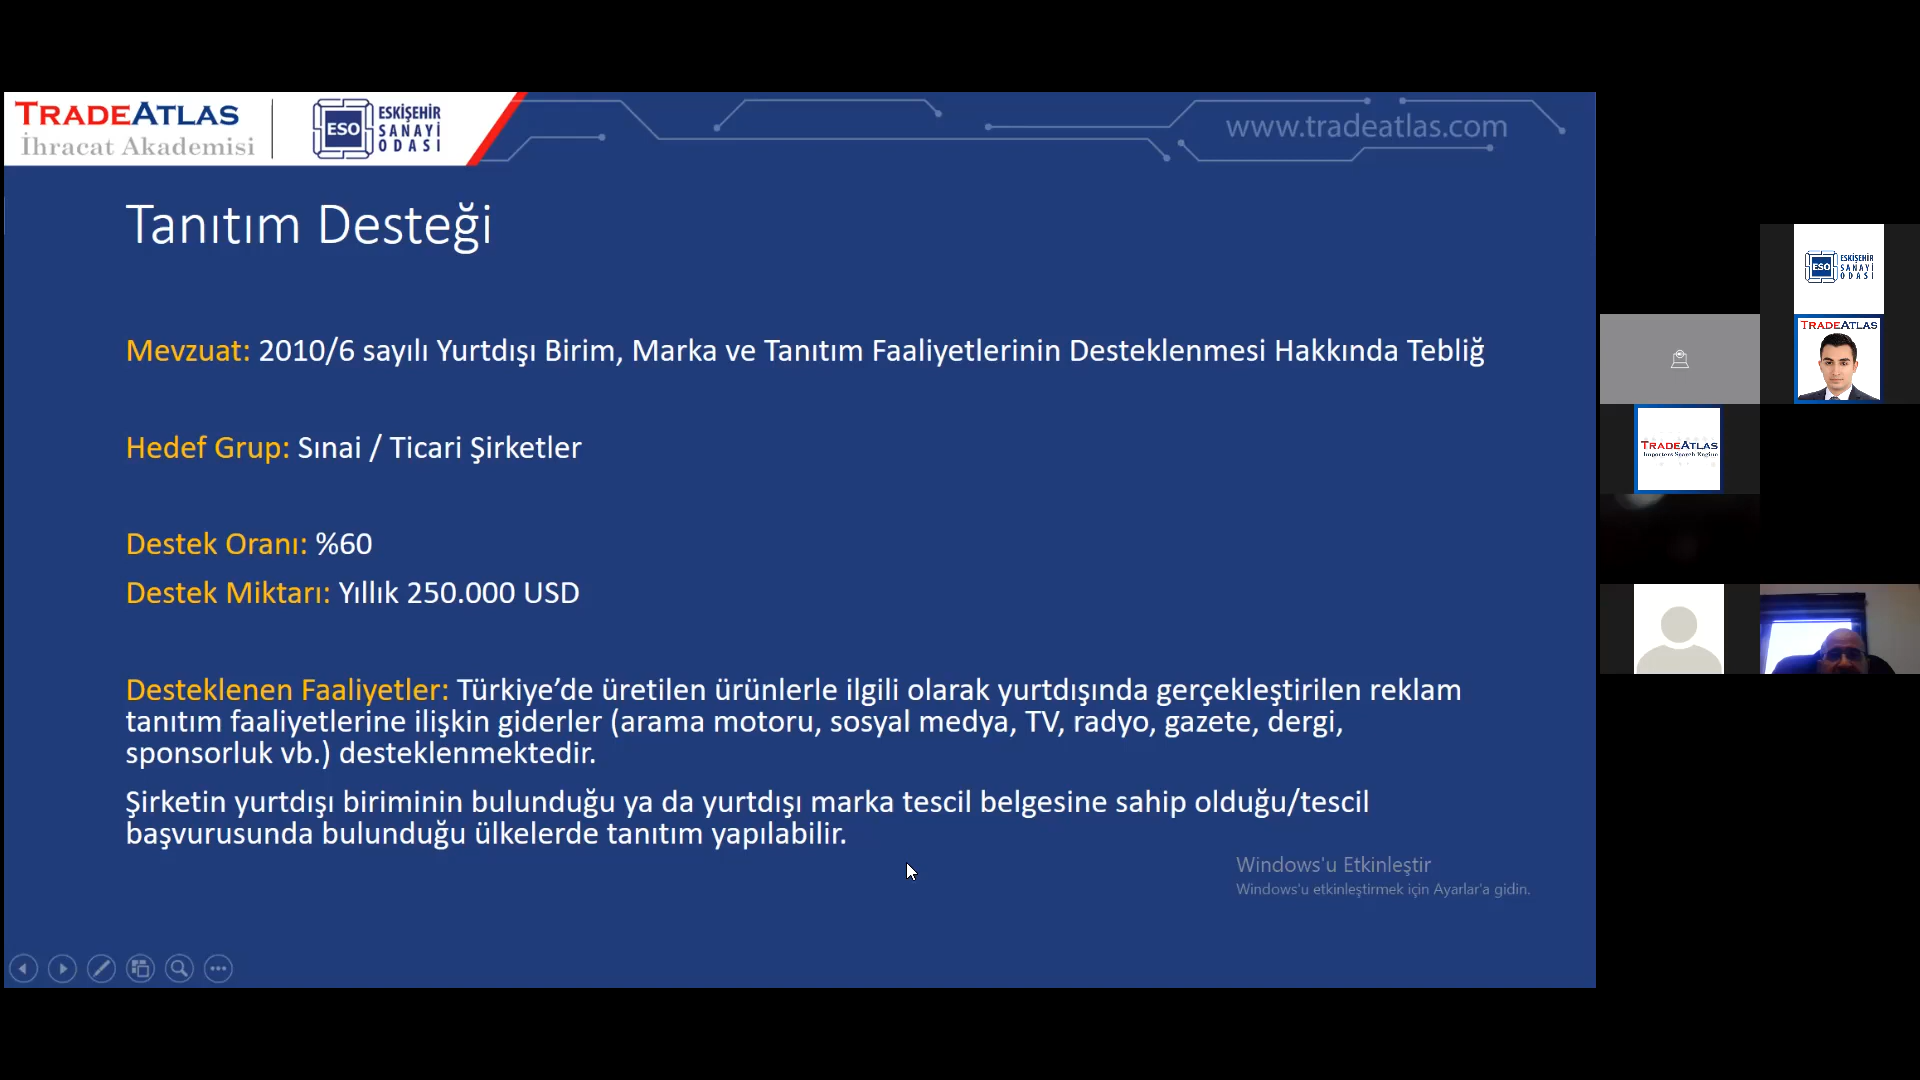 TRADEATLAS
İhracat Akademisi
ESO
ESKİŞEHİR
SANAYİ
ODASI
www.tradeatlas.com
Tanıtım Desteği
Mevzuat: 2010/6 sayılı Yurtdışı Birim, Marka ve Tanıtım Faaliyetlerinin Desteklenmesi Hakkında Tebliğ
Hedef Grup: Sınai / Ticari Şirketler
Destek Oranı: %60
Destek Miktarı: Yıllık 250.000 USD
Desteklenen Faaliyetler: Türkiye’de üretilen ürünlerle ilgili olarak yurtdışında gerçekleştirilen reklam
tanıtım faaliyetlerine ilişkin giderler (arama motoru, sosyal medya, TV, radyo, gazete, dergi,
sponsorluk vb.) desteklenmektedir.
Şirketin yurtdışı biriminin bulunduğu ya da yurtdışı marka tescil belgesine sahip olduğu/tescil
başvurusunda bulunduğu ülkelerde tanıtım yapılabilir.
Windows'u Etkinleştir
Windows'u etkinleştirmek için Ayarlar'a gidin.
ESO
ESKİŞEHİR
SANAYİ
ODASI
TRADEATLAS
TRADEATLAS
Importers Search Engine